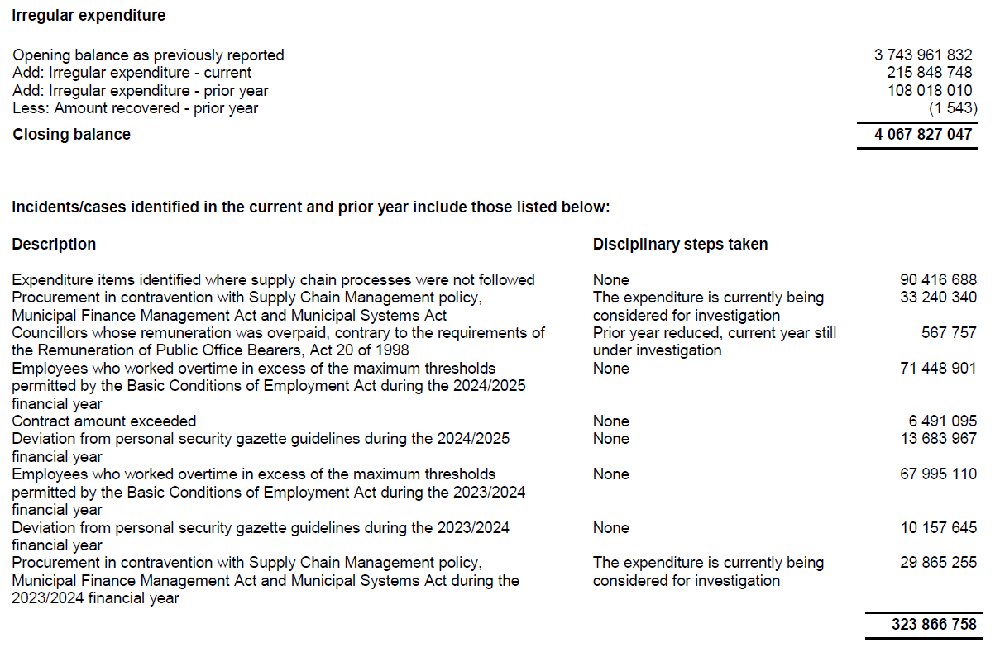 Irregular expenditure
Opening balance as previously reported 3 743 961 832
Add: Irregular expenditure - current 215 848 748
Add: Irregular expenditure - prior year 108 018 010
Less: Amount recovered - prior year (1 543)
Closing balance 4 067 827 047
Incidents/cases identified in the current and prior year include those listed below:
Description Disciplinary steps taken
Expenditure items identified where supply chain processes were not followed None 90 416 688
Procurement in contravention with Supply Chain Management policy, The expenditure is currently being 33 240 340
Municipal Finance Management Act and Municipal Systems Act considered for investigation
Councillors whose remuneration was overpaid, contrary to the requirements of Prior year reduced, current year still 567 757
the Remuneration of Public Office Bearers, Act 20 of 1998 under investigation
Employees who worked overtime in excess of the maximum thresholds None 71 448 901
permitted by the Basic Conditions of Employment Act during the 2024/2025
financial year
Contract amount exceeded None 6 491 095
Deviation from personal security gazette guidelines during the 2024/2025 None 13 683 967
financial year
Employees who worked overtime in excess of the maximum thresholds None 67 995 110
permitted by the Basic Conditions of Employment Act during the 2023/2024
financial year
Deviation from personal security gazette guidelines during the 2023/2024 None 10 157 645
financial year
Procurement in contravention with Supply Chain Management policy, The expenditure is currently being 29 865 255
Municipal Finance Management Act and Municipal Systems Act during the considered for investigation
2023/2024 financial year
323 866 758